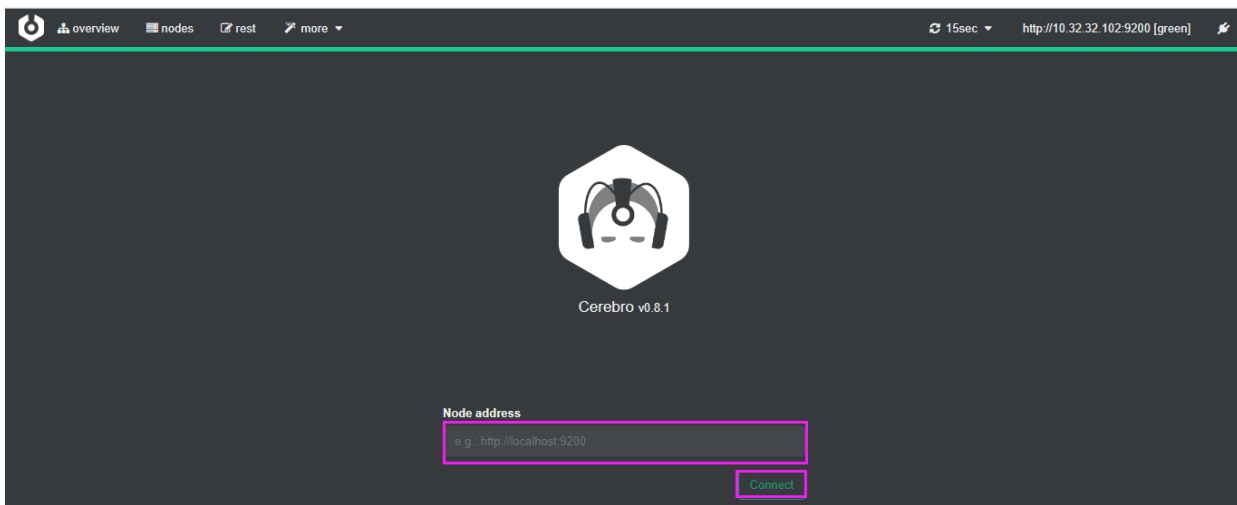 overview nodes rest more 15sec http://10.32.32.102:9200 [green]
Cerebro v0.8.1
Node address
e.g.: http://localhost:9200
Connect